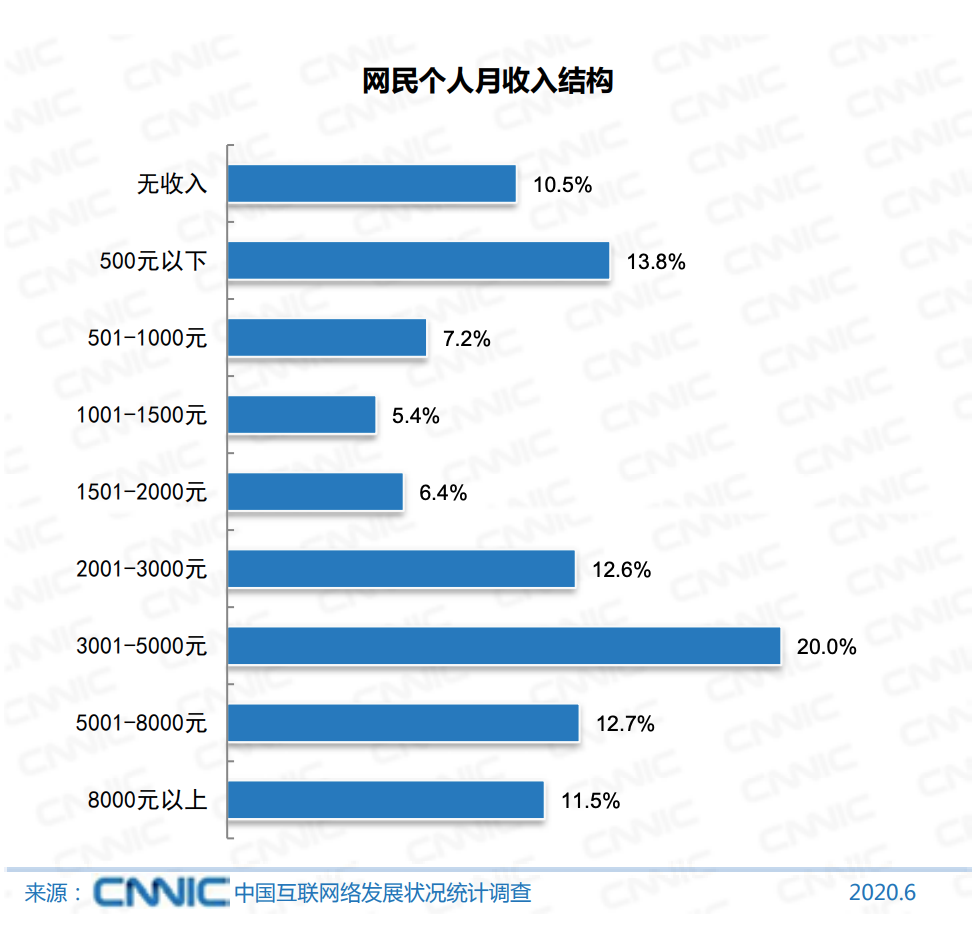 网民个人月收入结构
无收入 10.5%
500元以下 13.8%
501-1000元 7.2%
1001-1500元 5.4%
1501-2000元 6.4%
2001-3000元 12.6%
3001-5000元 20.0%
5001-8000元 12.7%
8000元以上 11.5%
来源：CNNIC 中国互联网络发展状况统计调查 2020.6